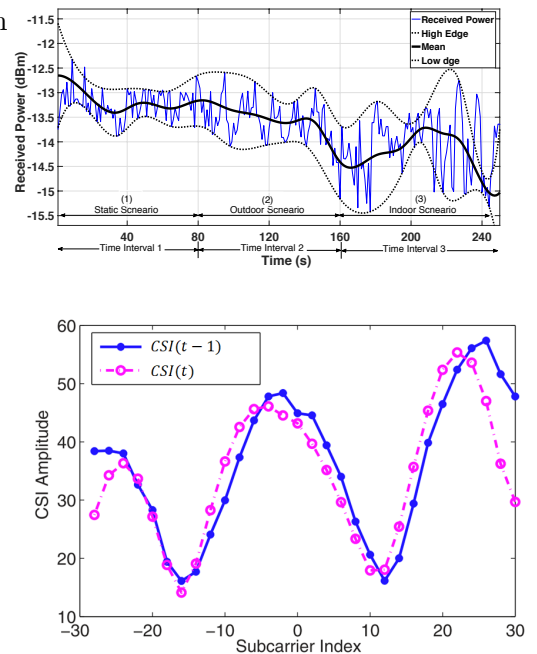 n
-11.5
-12
-12.5
-13
-13.5
-14
-14.5
-15
-15.5
Received Power (dBm)
Received Power
High Edge
Mean
Low dge
(1)
Static Scneario
(2)
Outdoor Sceneario
(3)
Indoor Sceneario
40 80 120 160 200 240
Time Interval 1
Time Interval 2
Time Interval 3
Time (s)
60
50
40
30
20
10
CSI Amplitude
CSI(t − 1)
CSI(t)
−30 −20 −10 0 10 20 30
Subcarrier Index